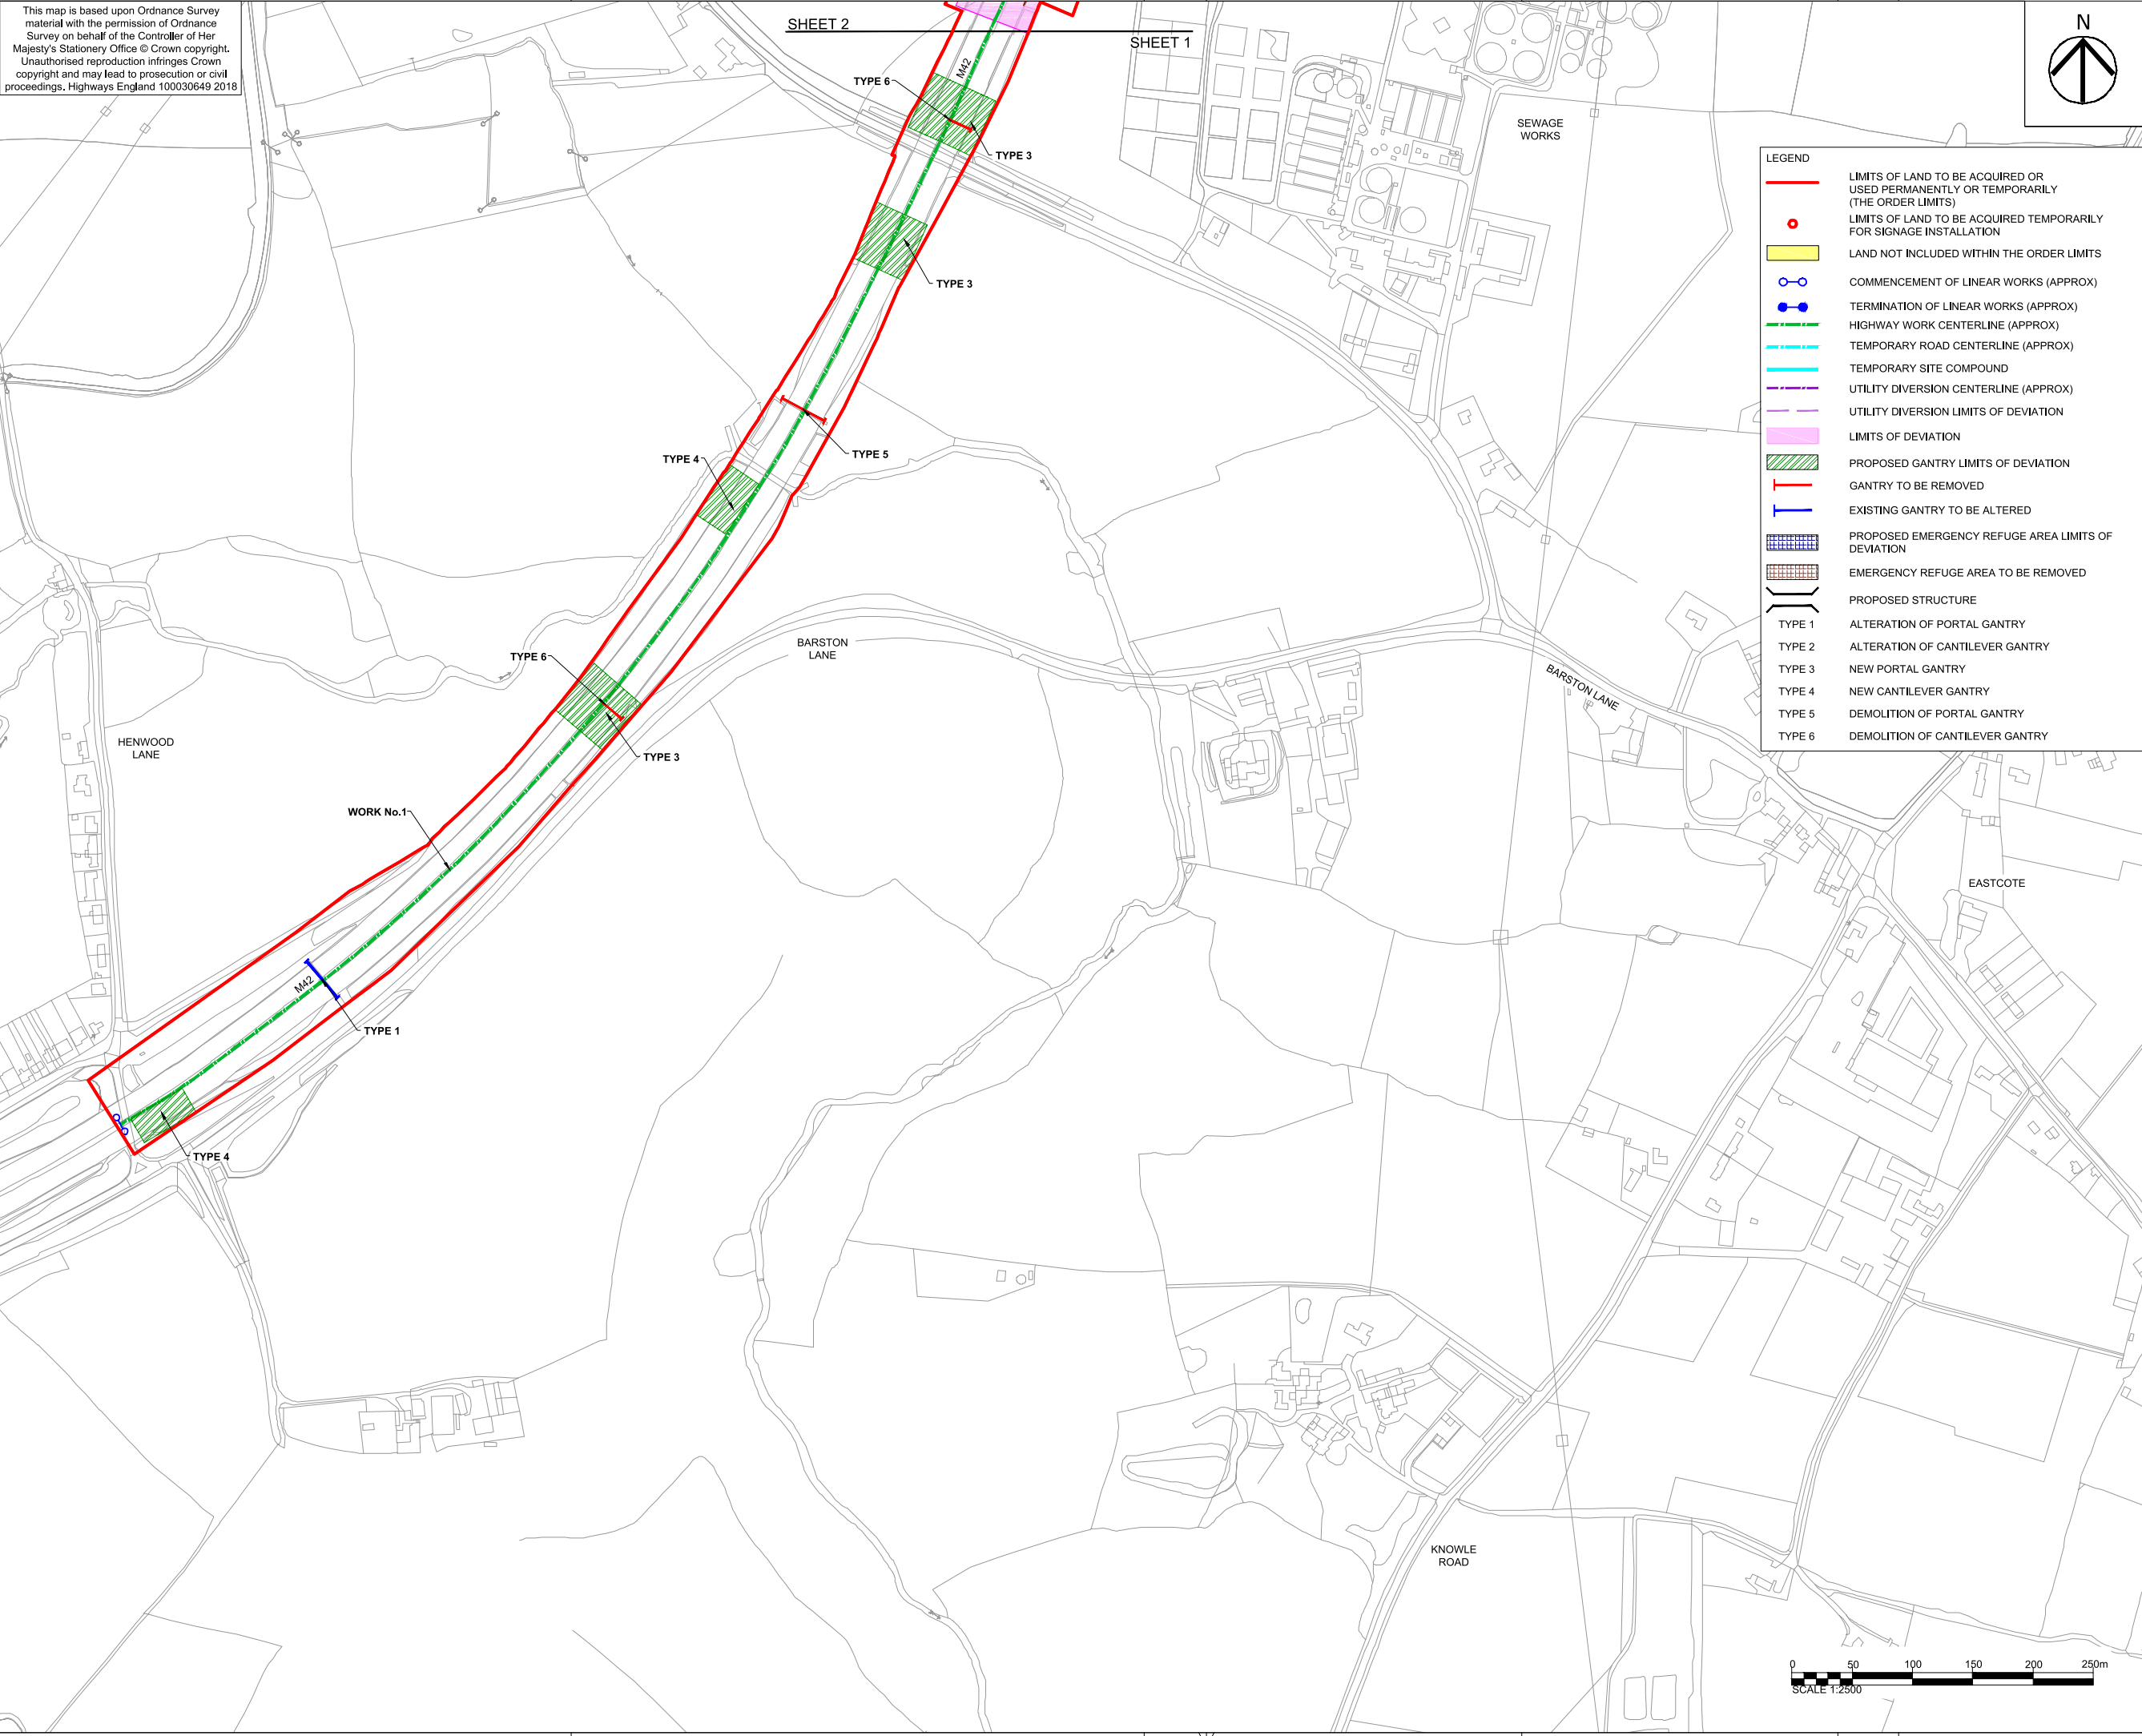 This map is based upon Ordnance Survey
material with the permission of Ordnance
Survey on behalf of the Controller of Her
Majesty's Stationery Office © Crown copyright.
Unauthorised reproduction infringes Crown
copyright and may lead to prosecution or civil
proceedings. Highways England 100030649 2018
SHEET 2
SHEET 1
N
M42
TYPE 6
TYPE 3
SEWAGE
WORKS
TYPE 3
TYPE 5
TYPE 4
BARSTON
LANE
TYPE 6
BARSTON LANE
TYPE 3
HENWOOD
LANE
WORK No.1
EASTCOTE
M42
TYPE 1
TYPE 4
KNOWLE
ROAD
LEGEND
LIMITS OF LAND TO BE ACQUIRED OR
USED PERMANENTLY OR TEMPORARILY
(THE ORDER LIMITS)
LIMITS OF LAND TO BE ACQUIRED TEMPORARILY
FOR SIGNAGE INSTALLATION
LAND NOT INCLUDED WITHIN THE ORDER LIMITS
COMMENCEMENT OF LINEAR WORKS (APPROX)
TERMINATION OF LINEAR WORKS (APPROX)
HIGHWAY WORK CENTERLINE (APPROX)
TEMPORARY ROAD CENTERLINE (APPROX)
TEMPORARY SITE COMPOUND
UTILITY DIVERSION CENTERLINE (APPROX)
UTILITY DIVERSION LIMITS OF DEVIATION
LIMITS OF DEVIATION
PROPOSED GANTRY LIMITS OF DEVIATION
GANTRY TO BE REMOVED
EXISTING GANTRY TO BE ALTERED
PROPOSED EMERGENCY REFUGE AREA LIMITS OF
DEVIATION
EMERGENCY REFUGE AREA TO BE REMOVED
PROPOSED STRUCTURE
TYPE 1 ALTERATION OF PORTAL GANTRY
TYPE 2 ALTERATION OF CANTILEVER GANTRY
TYPE 3 NEW PORTAL GANTRY
TYPE 4 NEW CANTILEVER GANTRY
TYPE 5 DEMOLITION OF PORTAL GANTRY
TYPE 6 DEMOLITION OF CANTILEVER GANTRY
0 50 100 150 200 250m
SCALE 1:2500